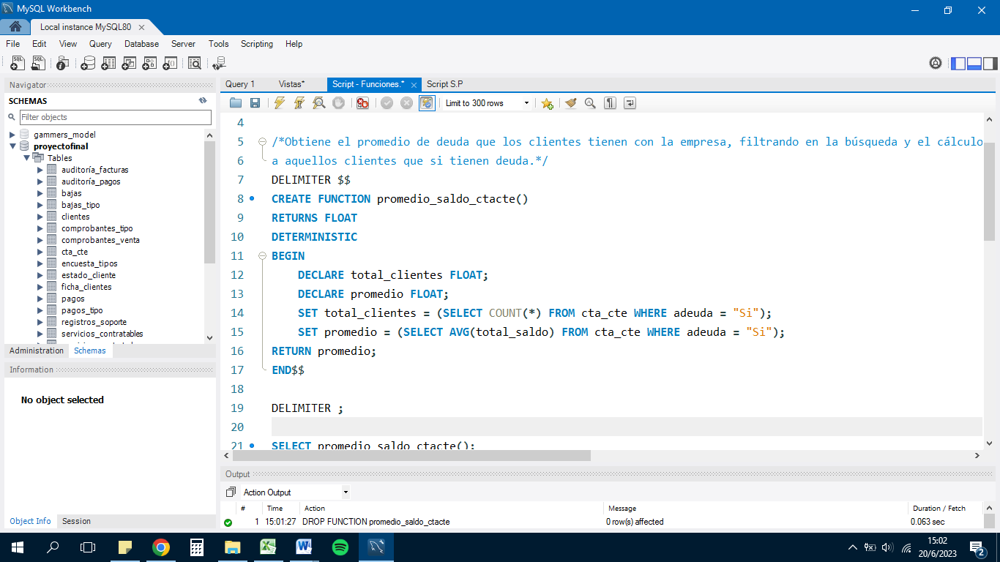 MySQL Workbench
Local instance MySQL80
File Edit View Query Database Server Tools Scripting Help
Navigator
SCHEMAS
Filter objects
gammers_model
proyectofinal
Tables
auditoría_facturas
auditoría_pagos
bajas
bajas_tipo
clientes
comprobantes_tipo
comprobantes_venta
cta_cte
encuesta_tipos
estado_cliente
ficha_clientes
pagos
pagos_tipo
registros_soporte
servicios_contratables
Administration Schemas
Information
No object selected
Object Info Session
Query 1 Vistas* Script - Funciones.* Script S.P
Limit to 300 rows
4
5 /*Obtiene el promedio de deuda que los clientes tienen con la empresa, filtrando en la búsqueda y el cálculo
6 a aquellos clientes que si tienen deuda.*/
7 DELIMITER $$
8 CREATE FUNCTION promedio_saldo_ctacte()
9 RETURNS FLOAT
10 DETERMINISTIC
11 BEGIN
12 DECLARE total_clientes FLOAT;
13 DECLARE promedio FLOAT;
14 SET total_clientes = (SELECT COUNT(*) FROM cta_cte WHERE adeuda = "Si");
15 SET promedio = (SELECT AVG(total_saldo) FROM cta_cte WHERE adeuda = "Si");
16 RETURN promedio;
17 END$$
18
19 DELIMITER ;
20
21 SELECT promedio_saldo_ctacte();
Output
Action Output
# Time Action Message Duration / Fetch
1 15:01:27 DROP FUNCTION promedio_saldo_ctacte 0 row(s) affected 0.063 sec
15:02
20/6/2023
2